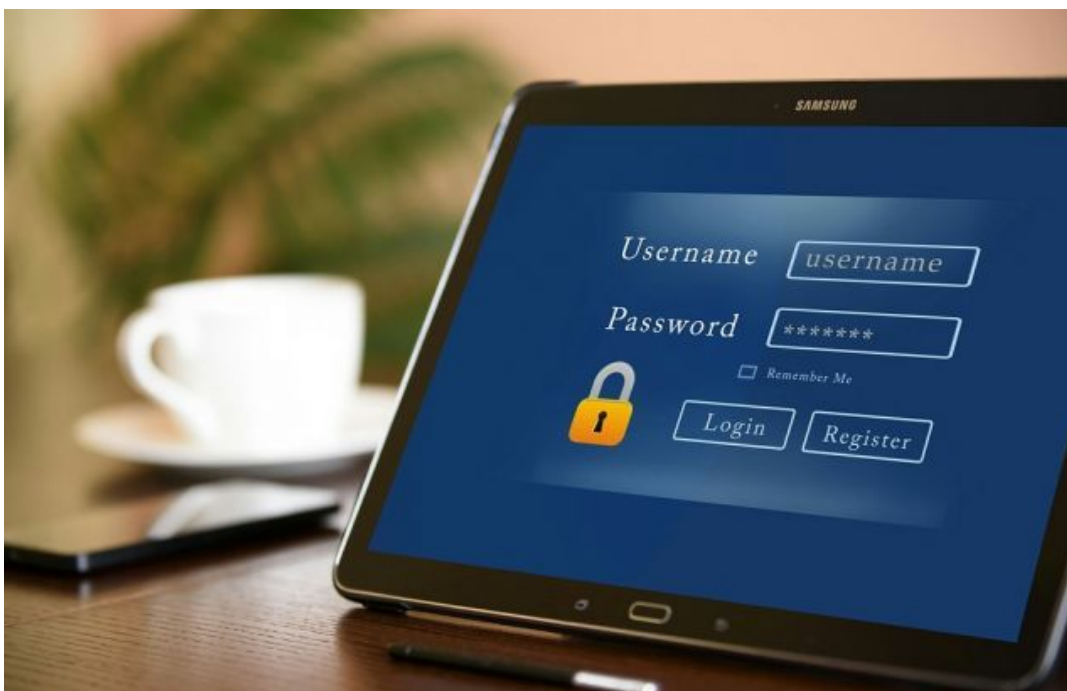 SAMSUNG
Username username
Password *******
Remember Me
Login Register